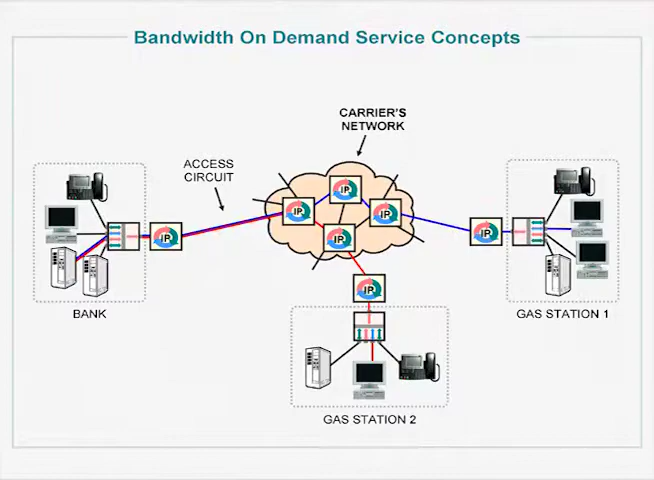 Bandwidth On Demand Service Concepts
CARRIER'S
NETWORK
ACCESS
CIRCUIT
IP
IP
IP
IP
IP
IP
IP
BANK
GAS STATION 1
GAS STATION 2